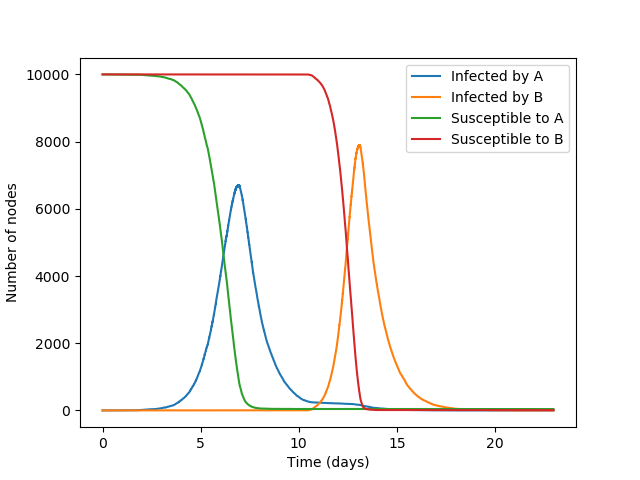 Infected by A
Infected by B
Susceptible to A
Susceptible to B
10000
8000
6000
4000
2000
0
Number of nodes
0 5 10 15 20
Time (days)